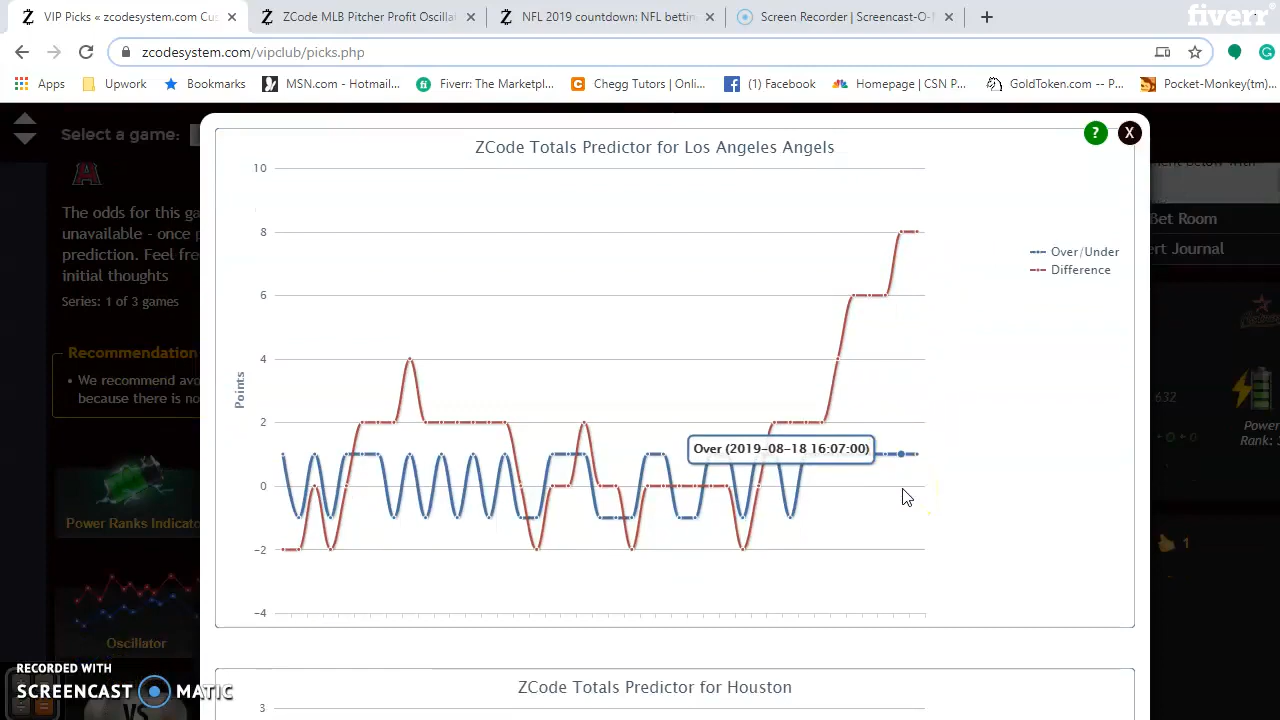 VIP Picks « zcodesystem.com Cus
ZCode MLB Pitcher Profit Oscilla
NFL 2019 countdown: NFL bettin
Screen Recorder | Screencast-O-
fiverr
zcodesystem.com/vipclub/picks.php
Apps
Upwork
Bookmarks
MSN.com - Hotmail...
Fiverr: The Marketpl...
Chegg Tutors | Onli...
(1) Facebook
Homepage | CSN P...
GoldToken.com -- P...
Pocket-Monkey(tm)...
Select a game:
?
X
ZCode Totals Predictor for Los Angeles Angels
10
8
6
4
2
0
-2
-4
Points
Over/Under
Difference
Over (2019-08-18 16:07:00)
The odds for this ga
unavailable - once
prediction. Feel fre
initial thoughts
Series: 1 of 3 games
Recommendation
• We recommend avo
because there is no
Power Ranks Indicato
Oscillator
Bet Room
ert Journal
632
Power
Rank:
1
RECORDED WITH
SCREENCAST MATIC
VS
ZCode Totals Predictor for Houston
3